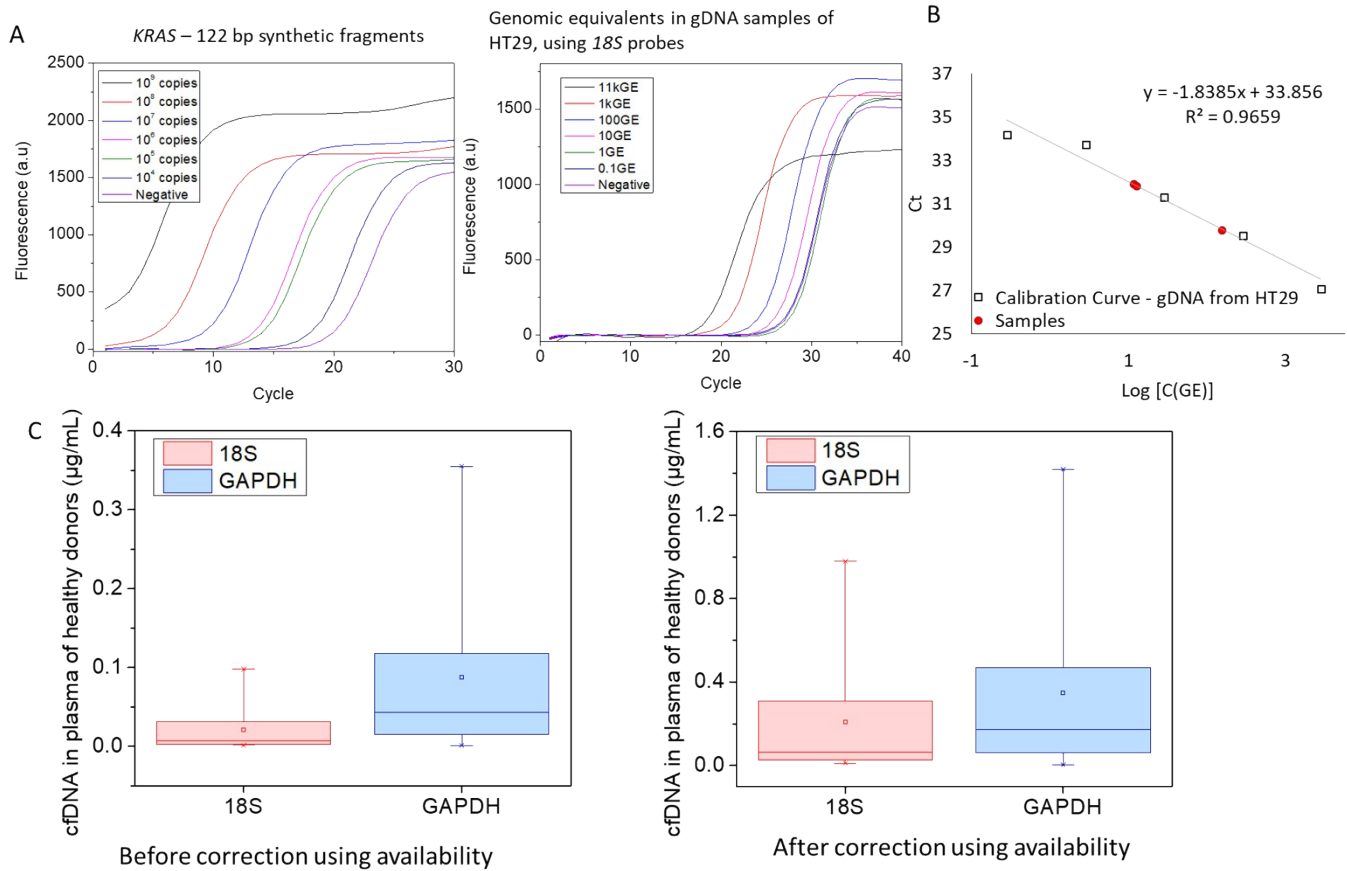 A
KRAS – 122 bp synthetic fragments
2500
2000
1500
1000
500
0
Fluorescence (a.u)
10⁹ copies
10⁸ copies
10⁷ copies
10⁶ copies
10⁵ copies
10⁴ copies
Negative
0
10
20
30
Cycle
Genomic equivalents in gDNA samples of
HT29, using 18S probes
1500
1000
500
0
Fluorescence (a.u)
11kGE
1kGE
100GE
10GE
1GE
0.1GE
Negative
0
10
20
30
40
Cycle
B
37
35
33
31
29
27
25
Ct
y = -1.8385x + 33.856
R² = 0.9659
Calibration Curve - gDNA from HT29
Samples
-1
1
3
Log [C(GE)]
C
0.4
0.3
0.2
0.1
0.0
cfDNA in plasma of healthy donors (µg/mL)
18S
GAPDH
18S
GAPDH
Before correction using availability
1.6
1.2
0.8
0.4
0.0
cfDNA in plasma of healthy donors (µg/mL)
18S
GAPDH
18S
GAPDH
After correction using availability